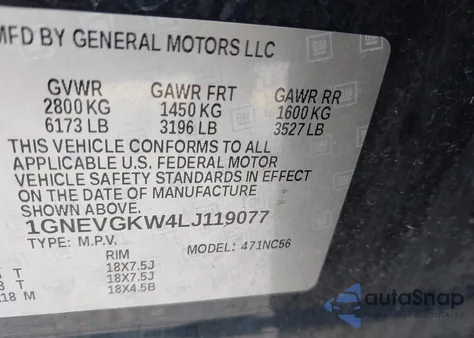 MFD BY GENERAL MOTORS LLC
GVWR GAWR FRT GAWR RR
2800 KG 1450 KG 1600 KG
6173 LB 3196 LB 3527 LB
THIS VEHICLE CONFORMS TO ALL
APPLICABLE U.S. FEDERAL MOTOR
VEHICLE SAFETY STANDARDS IN EFFECT
ON THE DATE OF MANUFACTURE
SHOWN ABOVE.
1GNEVGKW4LJ119077
TYPE: M.P.V. MODEL: 471NC56
RIM
T 18X7.5J
T 18X7.5J
18 M 18X4.5B
autoSnap